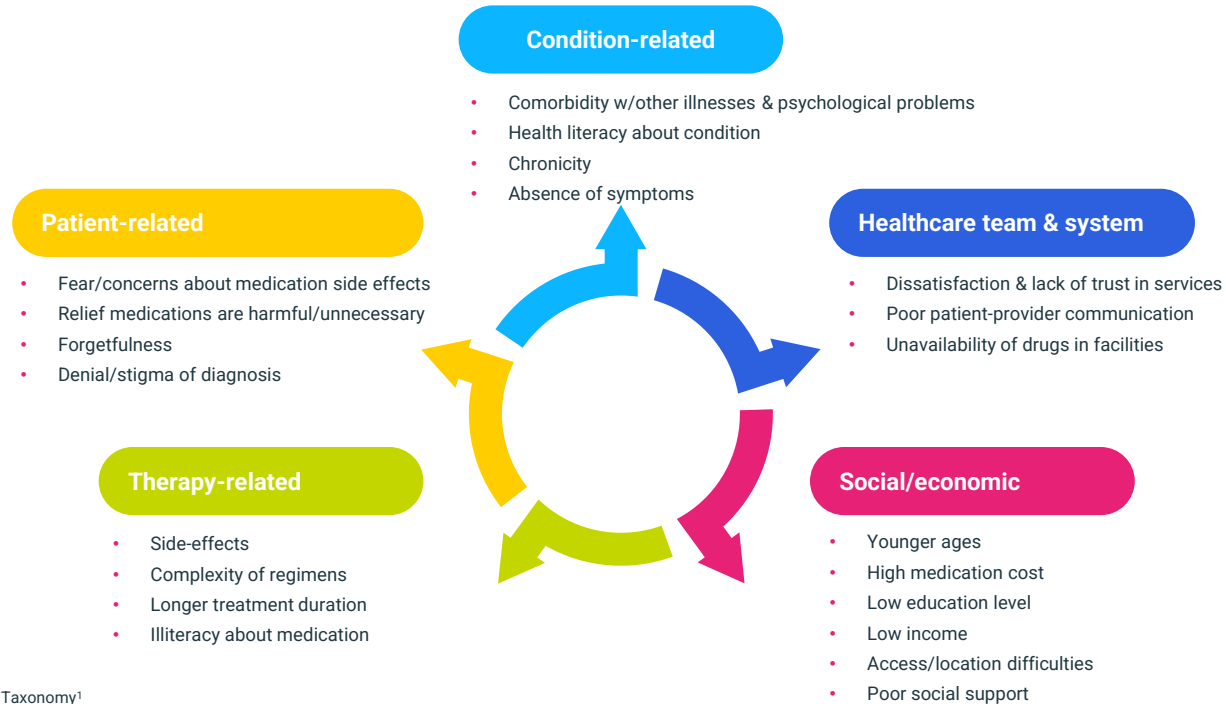 Condition-related
• Comorbidity w/other illnesses & psychological problems
• Health literacy about condition
• Chronicity
• Absence of symptoms
Patient-related
• Fear/concerns about medication side effects
• Relief medications are harmful/unnecessary
• Forgetfulness
• Denial/stigma of diagnosis
Healthcare team & system
• Dissatisfaction & lack of trust in services
• Poor patient-provider communication
• Unavailability of drugs in facilities
Therapy-related
• Side-effects
• Complexity of regimens
• Longer treatment duration
• Illiteracy about medication
Social/economic
• Younger ages
• High medication cost
• Low education level
• Low income
• Access/location difficulties
• Poor social support
Taxonomy¹